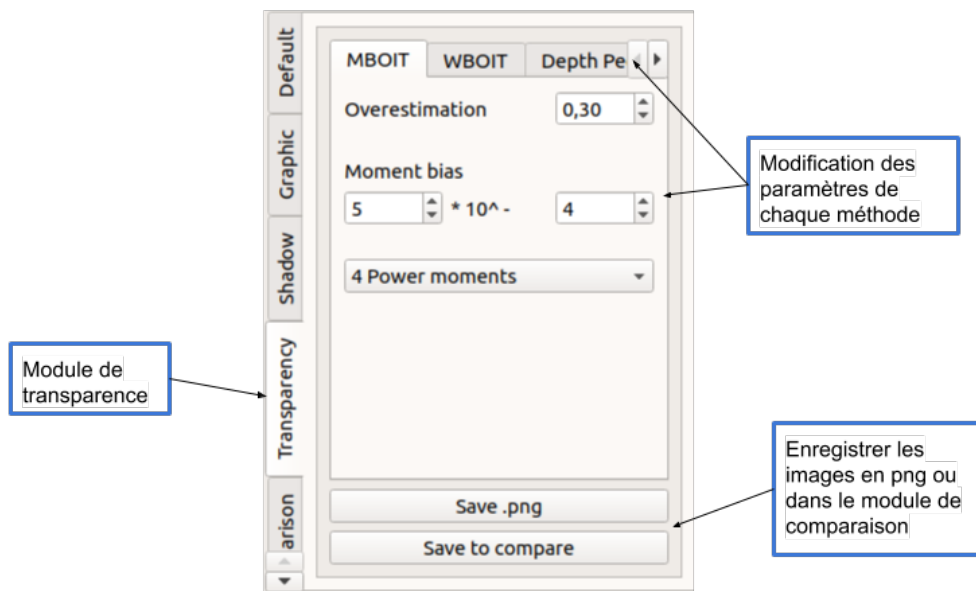 Default
Graphic
Shadow
Transparency
arison
MBOIT
WBOIT
Depth Pe
Overestimation
0,30
Moment bias
5
* 10^ -
4
4 Power moments
Save .png
Save to compare
Modification des
paramètres de
chaque méthode
Module de
transparence
Enregistrer les
images en png ou
dans le module de
comparaison